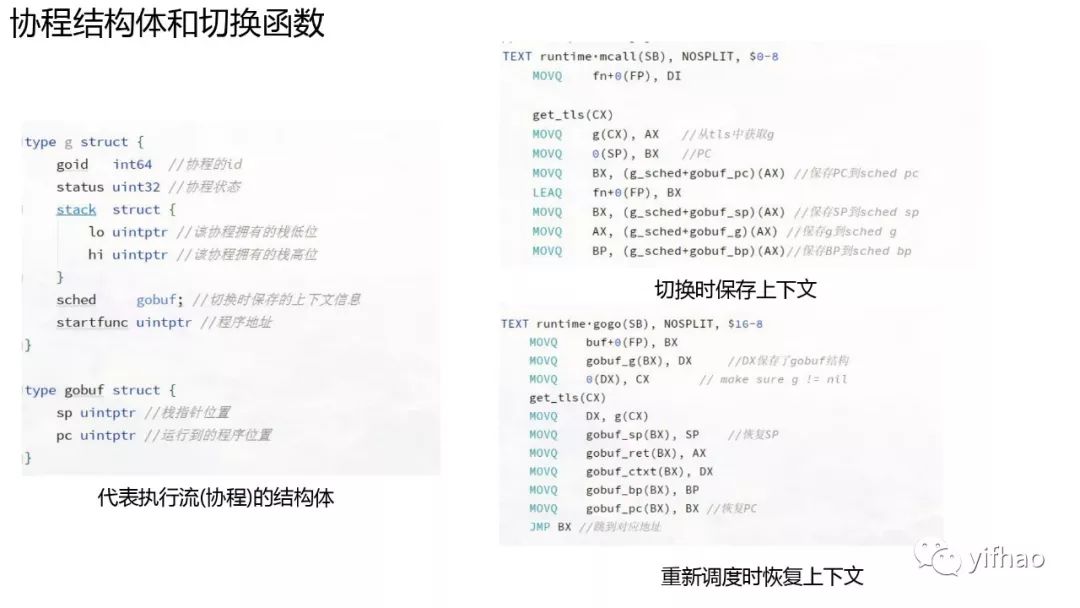 协程结构体和切换函数
type g struct {
goid int64 //协程的id
status uint32 //协程状态
stack struct {
lo uintptr //该协程拥有的栈低位
hi uintptr //该协程拥有的栈高位
}
sched gobuf; //切换时保存的上下文信息
startfunc uintptr //程序地址
}
type gobuf struct {
sp uintptr //栈指针位置
pc uintptr //运行到的程序位置
}
代表执行流(协程)的结构体
TEXT runtime·mcall(SB), NOSPLIT, $0-8
MOVQ fn+0(FP), DI
get_tls(CX)
MOVQ g(CX), AX //从tls中获取g
MOVQ 0(SP), BX //PC
MOVQ BX, (g_sched+gobuf_pc)(AX) //保存PC到sched pc
LEAQ fn+0(FP), BX
MOVQ BX, (g_sched+gobuf_sp)(AX) //保存SP到sched sp
MOVQ AX, (g_sched+gobuf_g)(AX) //保存g到sched g
MOVQ BP, (g_sched+gobuf_bp)(AX)//保存BP到sched bp
切换时保存上下文
TEXT runtime·gogo(SB), NOSPLIT, $16-8
MOVQ buf+0(FP), BX
MOVQ gobuf_g(BX), DX //DX保存了gobuf结构
MOVQ 0(DX), CX // make sure g != nil
get_tls(CX)
MOVQ DX, g(CX)
MOVQ gobuf_sp(BX), SP //恢复SP
MOVQ gobuf_ret(BX), AX
MOVQ gobuf_ctxt(BX), DX
MOVQ gobuf_bp(BX), BP
MOVQ gobuf_pc(BX), BX //恢复PC
JMP BX //跳到对应地址
重新调度时恢复上下文
yifhao